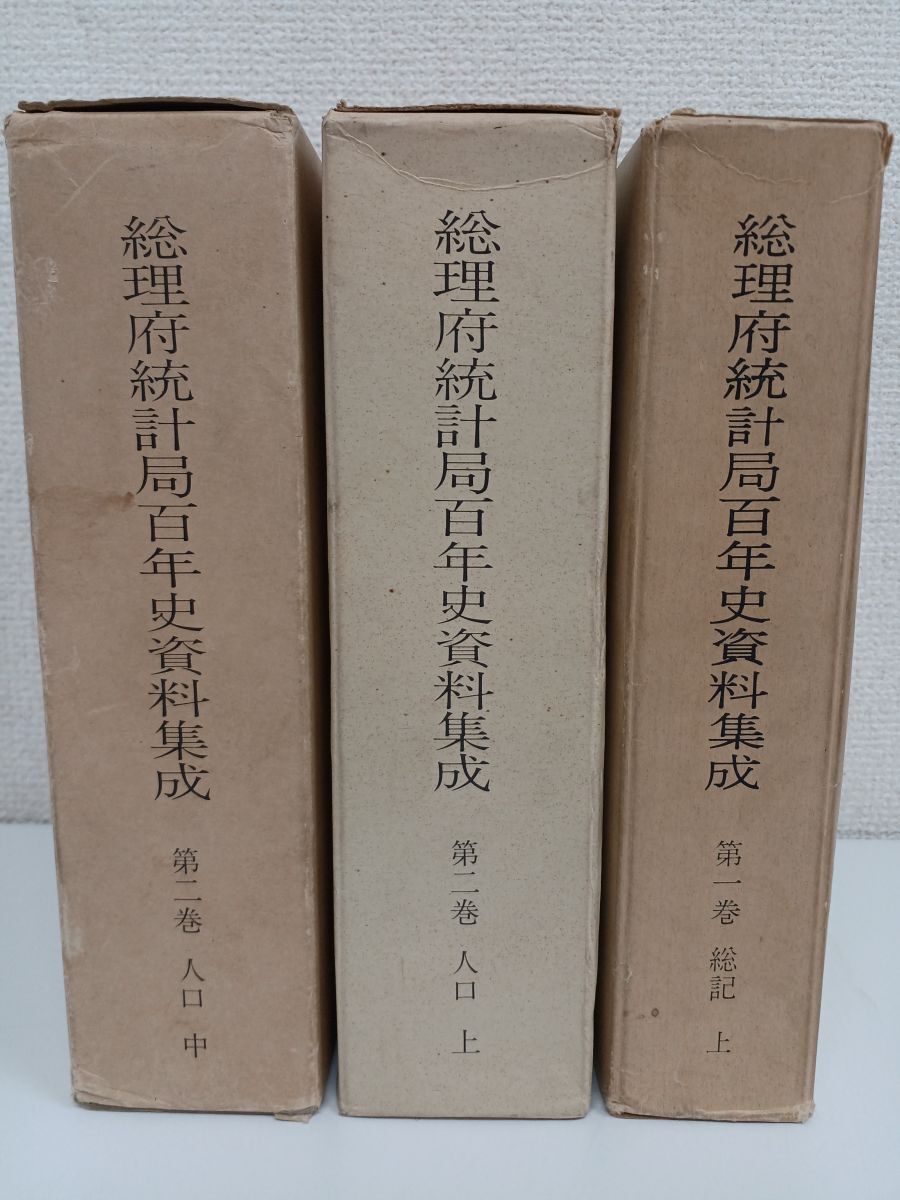 総理府統計局百年史資料集成 第一巻 総記 上
総理府統計局百年史資料集成 第二巻 人口 上
総理府統計局百年史資料集成 第二巻 人口 中